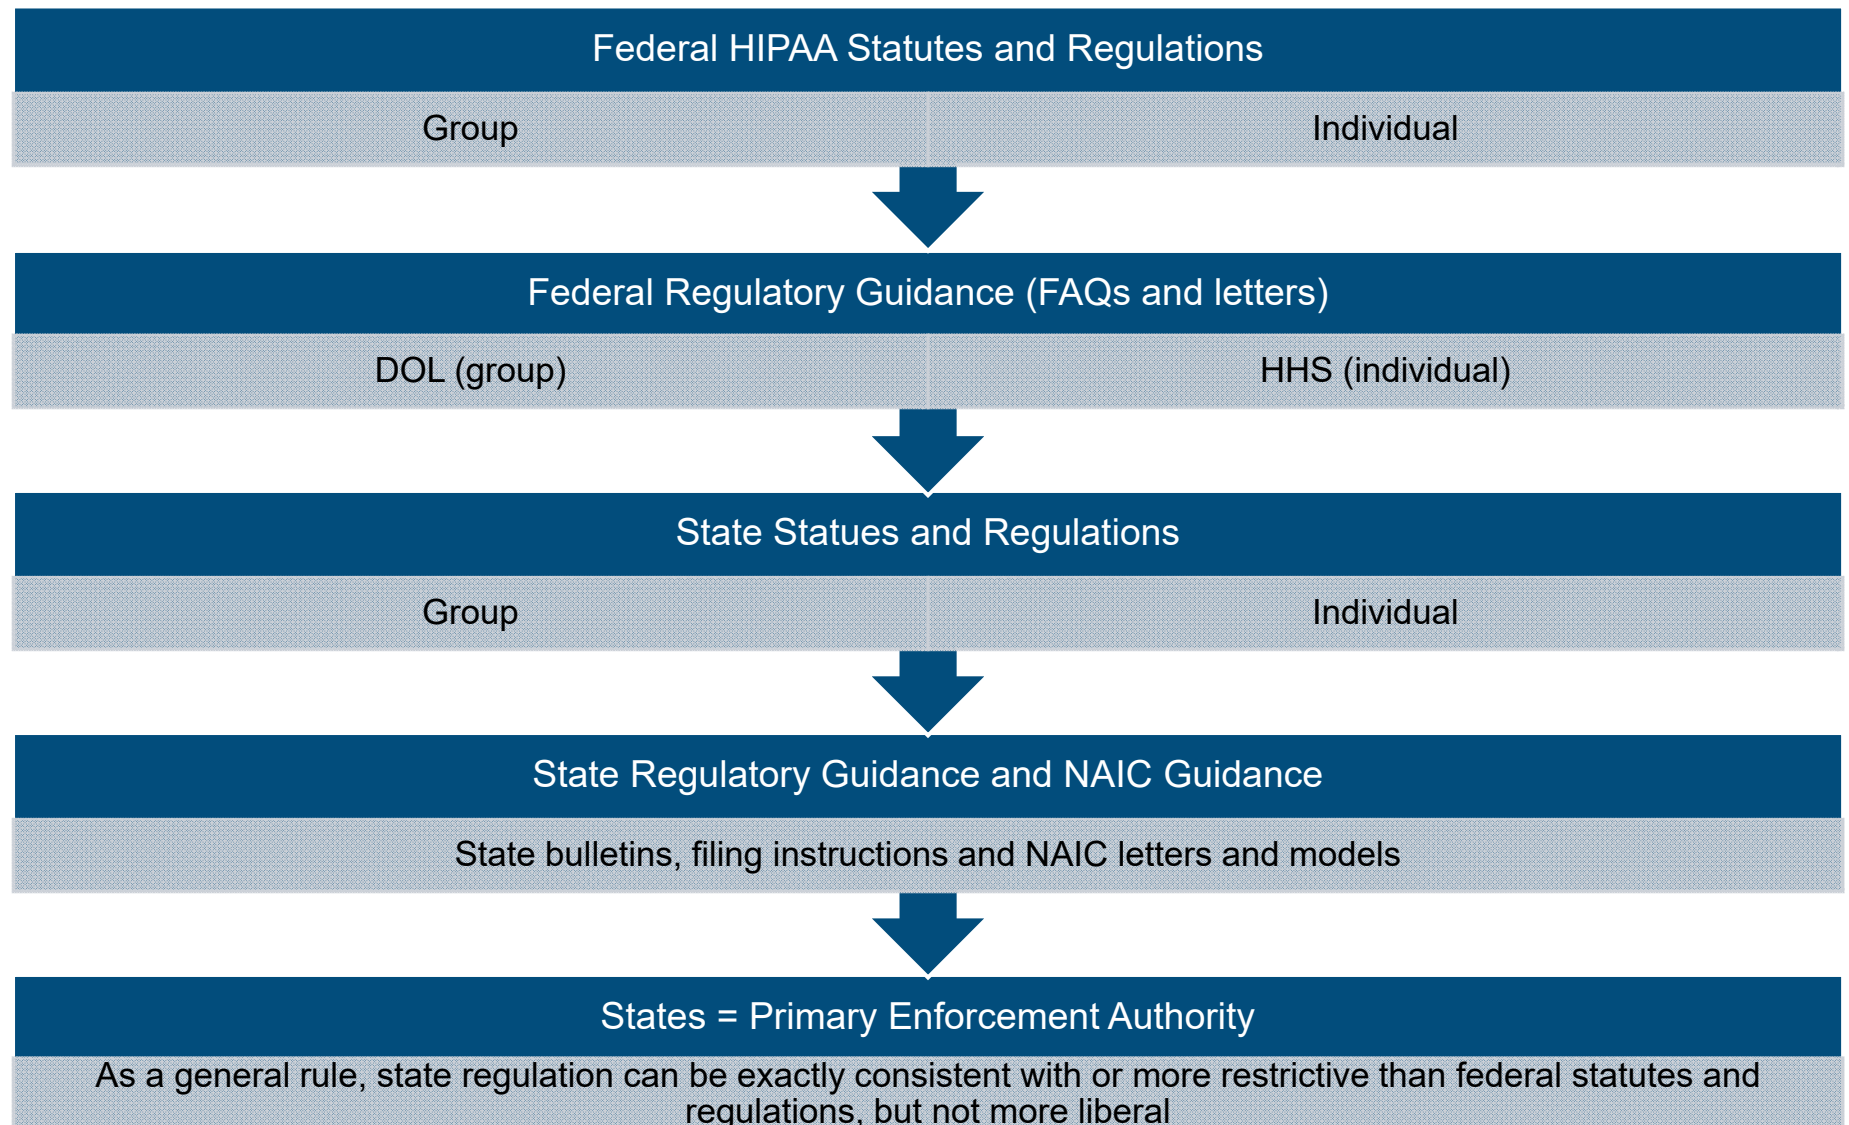 Federal HIPAA Statutes and Regulations
Group
Individual
Federal Regulatory Guidance (FAQs and letters)
DOL (group)
HHS (individual)
State Statues and Regulations
Group
Individual
State Regulatory Guidance and NAIC Guidance
State bulletins, filing instructions and NAIC letters and models
States = Primary Enforcement Authority
As a general rule, state regulation can be exactly consistent with or more restrictive than federal statutes and
regulations, but not more liberal